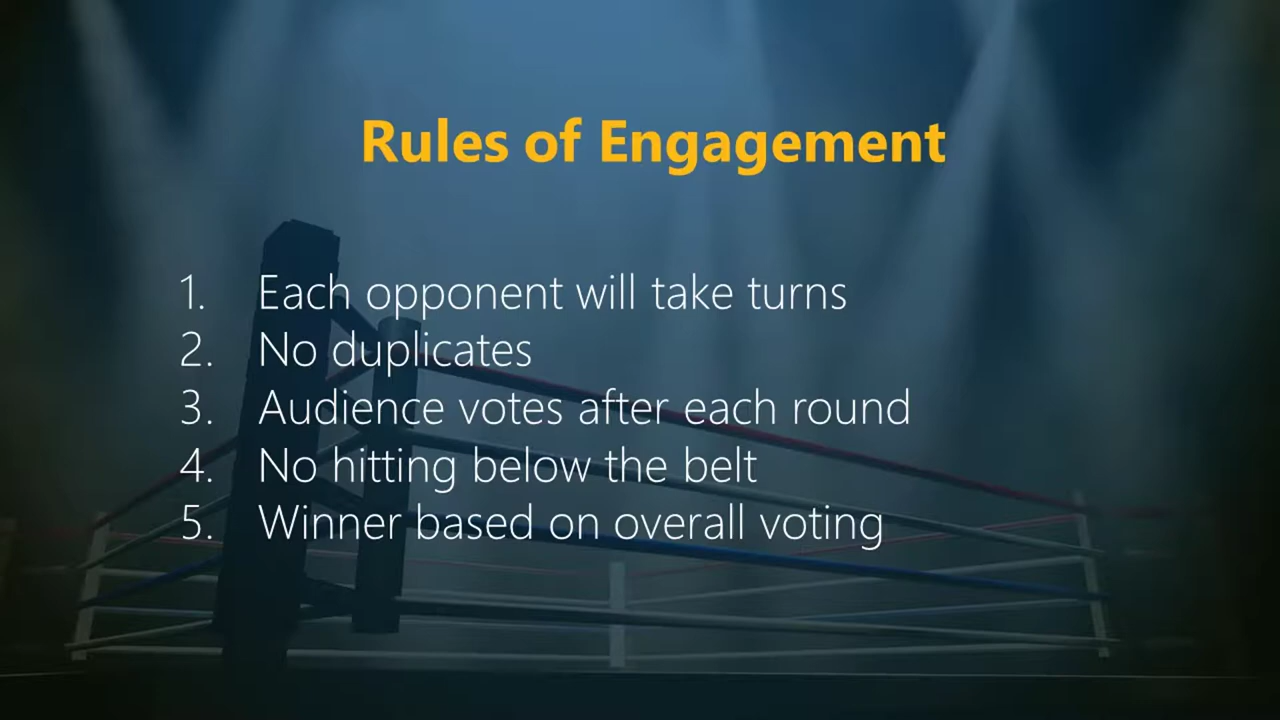 Rules of Engagement
1. Each opponent will take turns
2. No duplicates
3. Audience votes after each round
4. No hitting below the belt
5. Winner based on overall voting